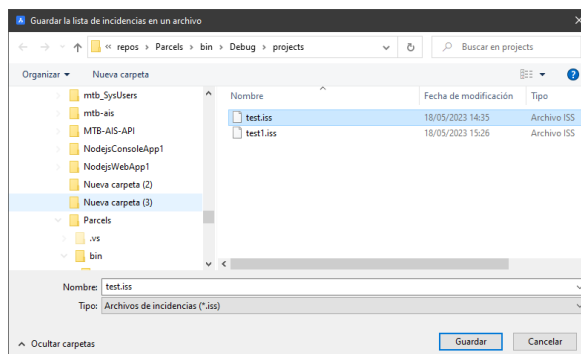 Guardar la lista de incidencias en un archivo
« repos > Parcels > bin > Debug > projects
Buscar en projects
Organizar
Nueva carpeta
Nombre
Fecha de modificación
Tipo
mtb_SysUsers
mtb-ais
MTB-AIS-API
NodejsConsoleApp1
NodejsWebApp1
Nueva carpeta (2)
Nueva carpeta (3)
Parcels
.vs
bin
test.iss 18/05/2023 14:35 Archivo ISS
test1.iss 18/05/2023 15:26 Archivo ISS
Nombre: test.iss
Tipo: Archivos de incidencias (*.iss)
Ocultar carpetas
Guardar
Cancelar